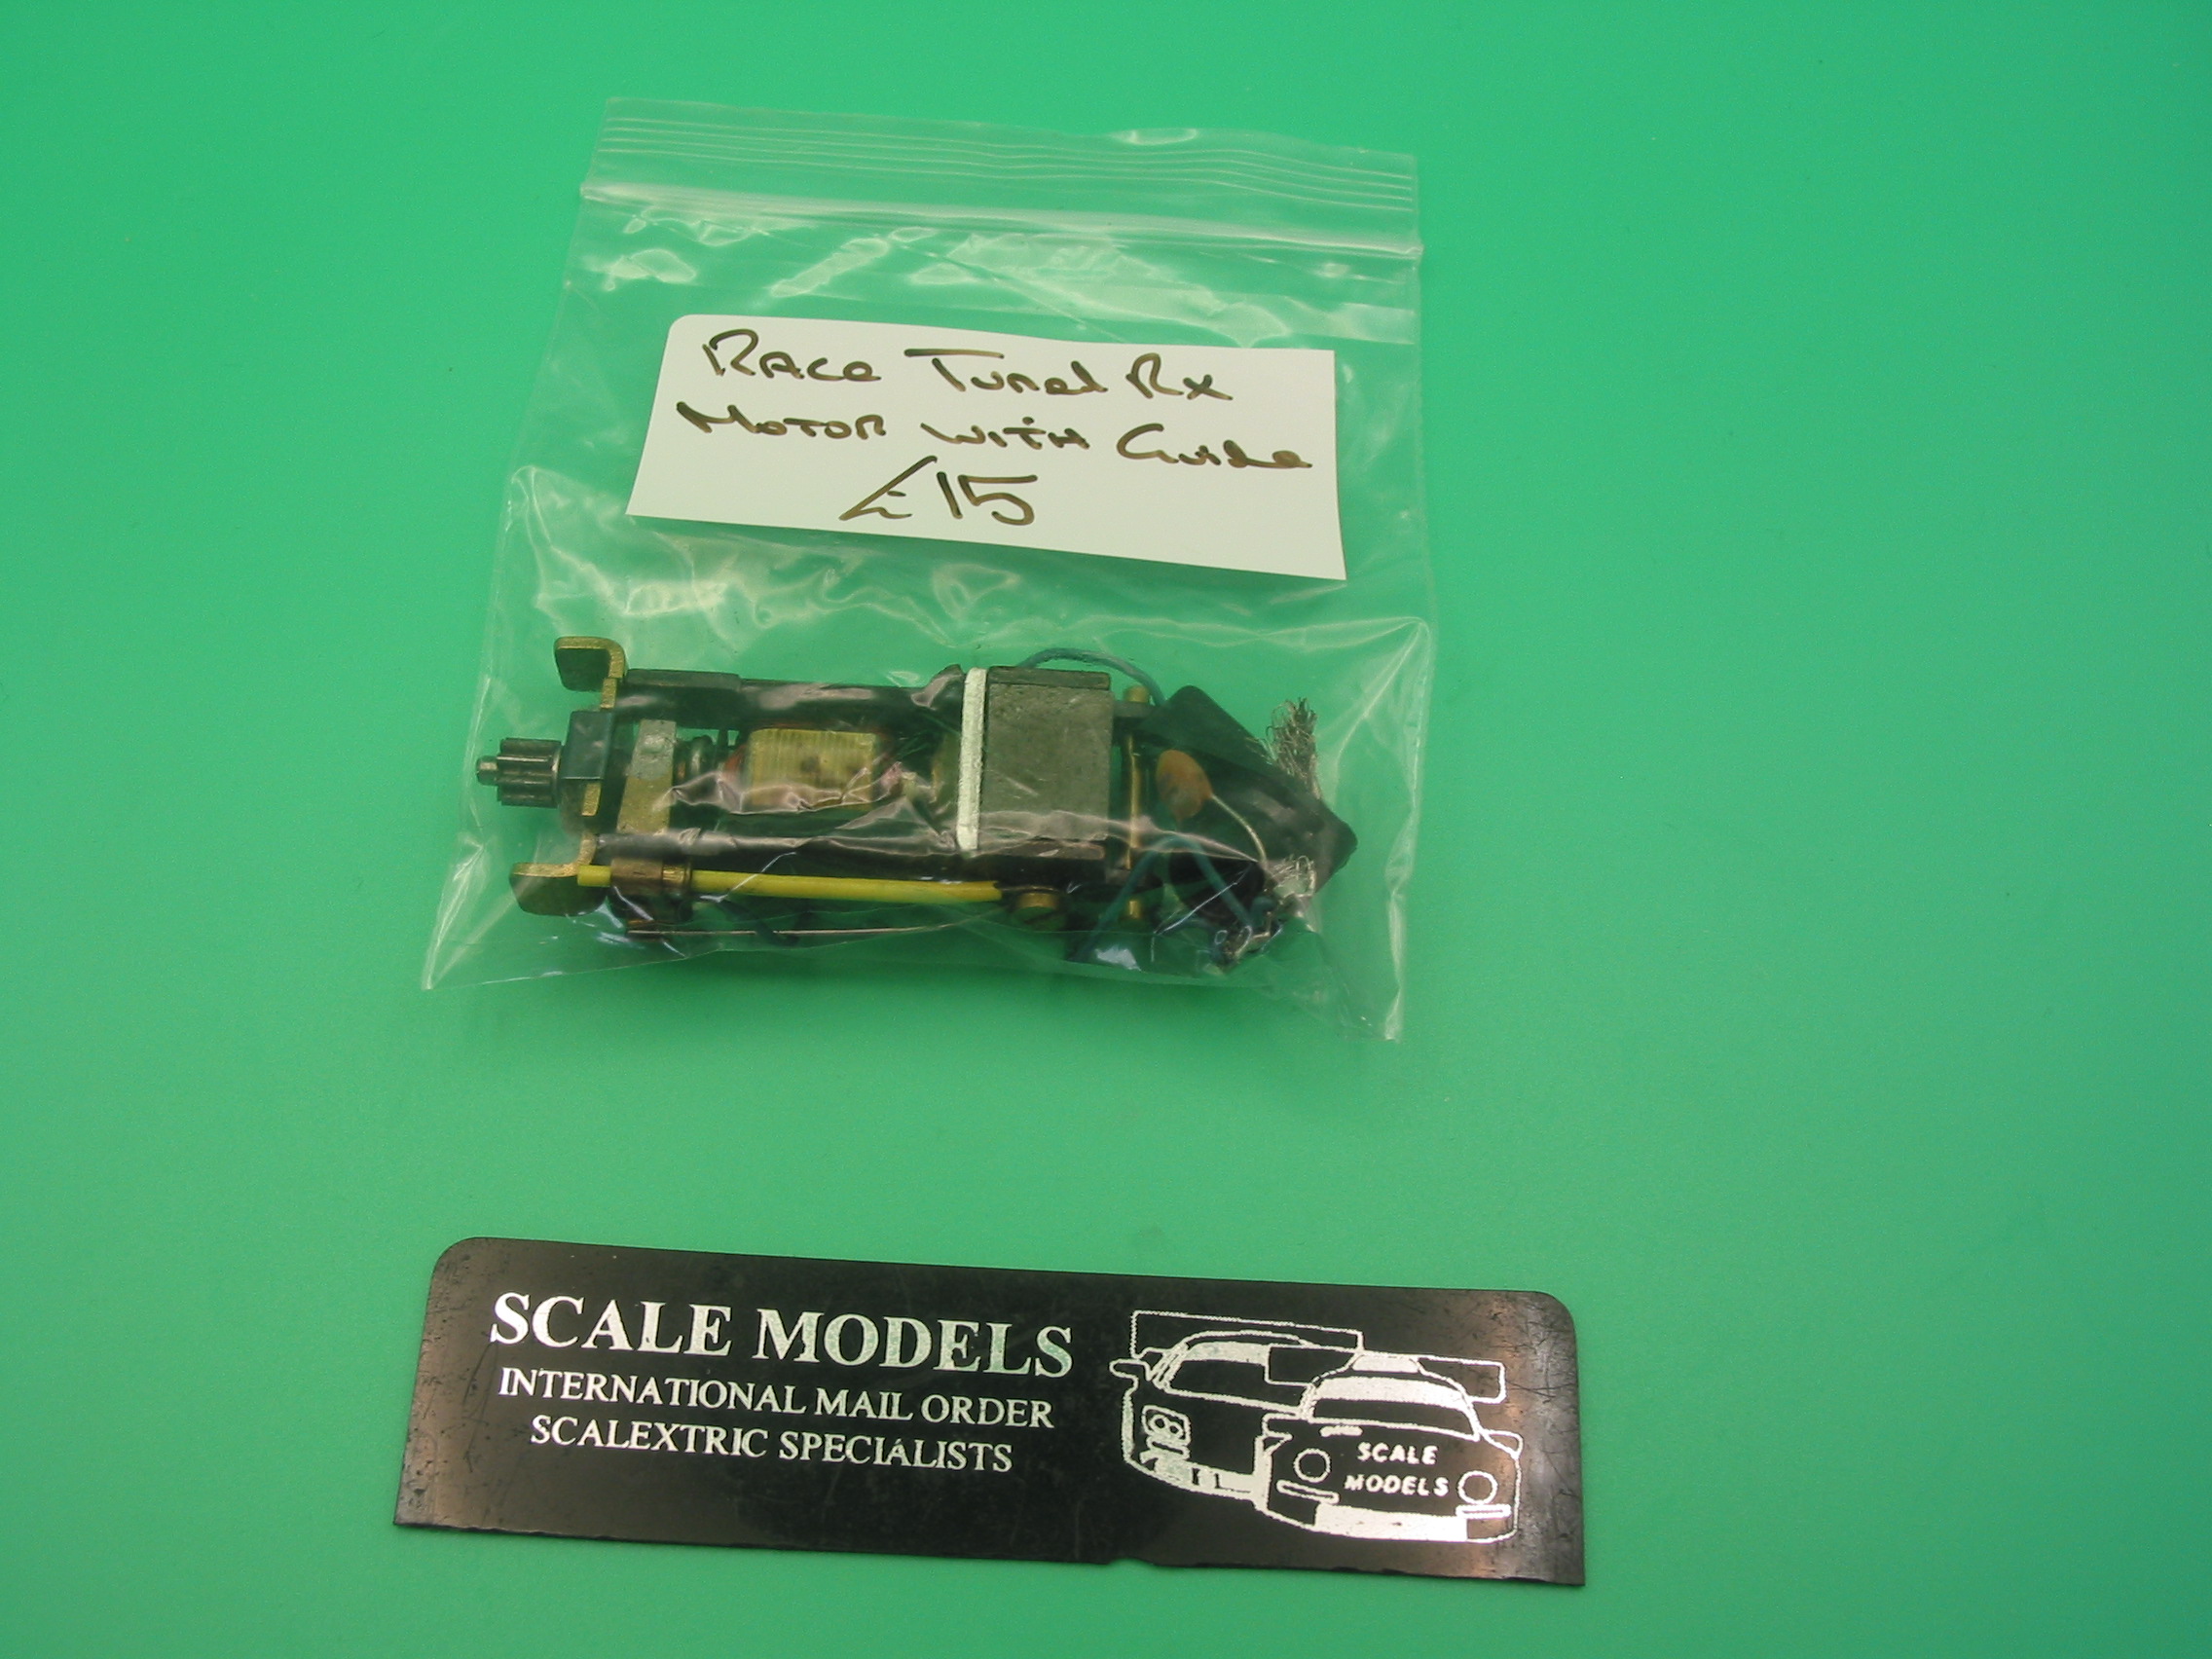 RACe Tuned Rx
MOTOR WITH Guide
£15
SCALE MODELS
INTERNATIONAL MAIL ORDER
SCALEXTRIC SPECIALISTS
SCALE
MODELS